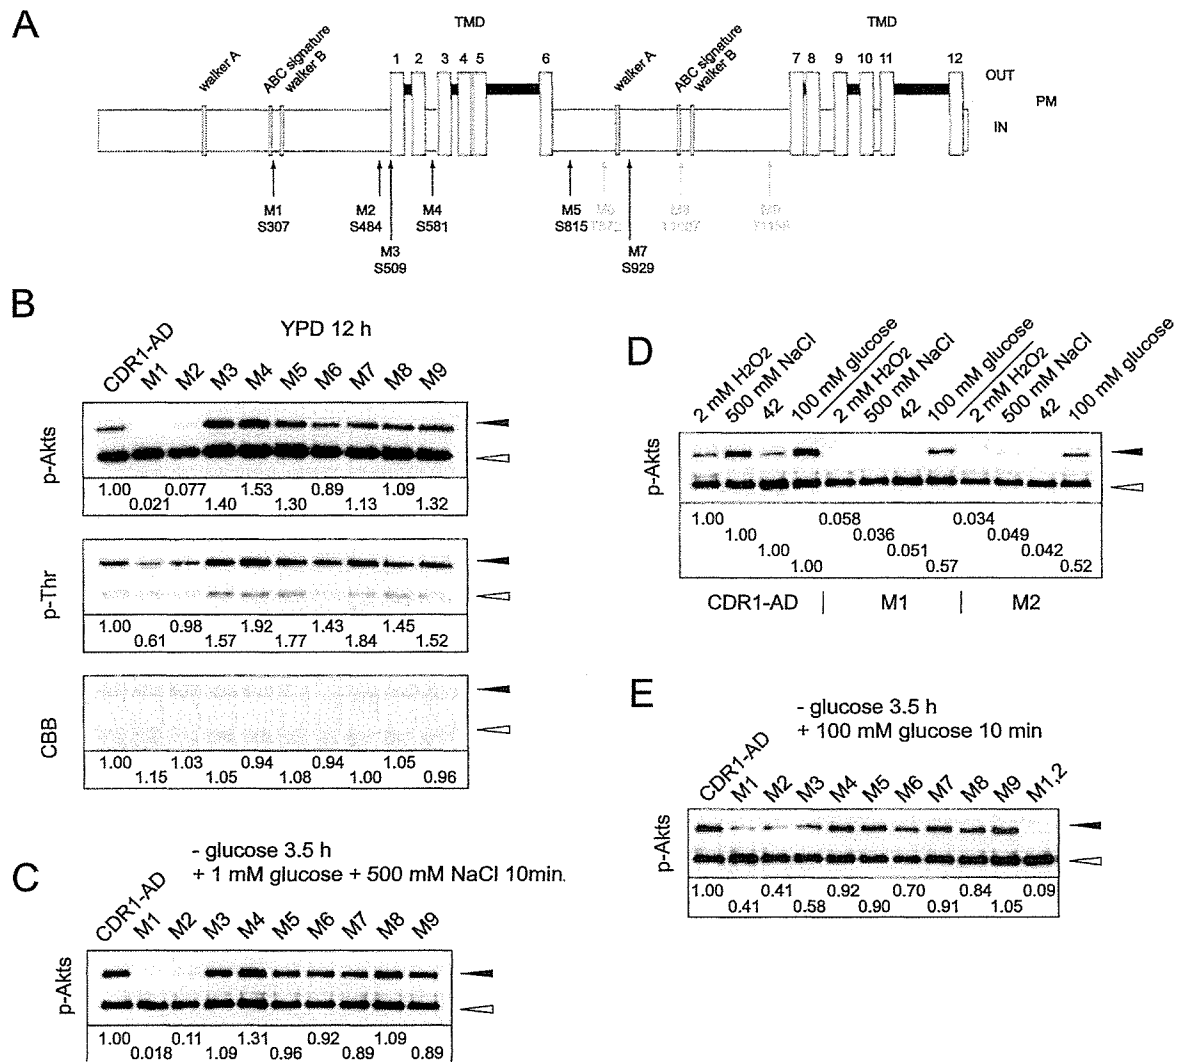 A
TMD
TMD
walker A
ABC signature
walker B
walker A
ABC signature
walker B
1 2 3 4 5 6 7 8 9 10 11 12
OUT
PM
IN
M1
S307
M2
S484
M3
S509
M4
S581
M5
S815
M7
S929
B
YPD 12 h
CDR1-AD M1 M2 M3 M4 M5 M6 M7 M8 M9
p-Akts
1.00 0.077 1.53 0.89 1.09
0.021 1.40 1.30 1.13 1.32
p-Thr
1.00 0.98 1.92 1.43 1.45
0.61 1.57 1.77 1.84 1.52
CBB
1.00 1.03 0.94 0.94 1.05
1.15 1.05 1.08 1.00 0.96
C
- glucose 3.5 h
+ 1 mM glucose + 500 mM NaCl 10min.
CDR1-AD M1 M2 M3 M4 M5 M6 M7 M8 M9
p-Akts
1.00 0.11 1.31 0.92 1.09
0.018 1.09 0.96 0.89 0.89
D
2 mM H2O2 500 mM NaCl 42 100 mM glucose 2 mM H2O2 500 mM NaCl 42 100 mM glucose 2 mM H2O2 500 mM NaCl 42 100 mM glucose
p-Akts
1.00 0.058 0.034
1.00 0.036 0.049
1.00 0.051 0.042
1.00 0.57 0.52
CDR1-AD | M1 | M2
E
- glucose 3.5 h
+ 100 mM glucose 10 min
CDR1-AD M1 M2 M3 M4 M5 M6 M7 M8 M9 M1,2
p-Akts
1.00 0.41 0.92 0.70 0.84 0.09
0.41 0.58 0.90 0.91 1.05